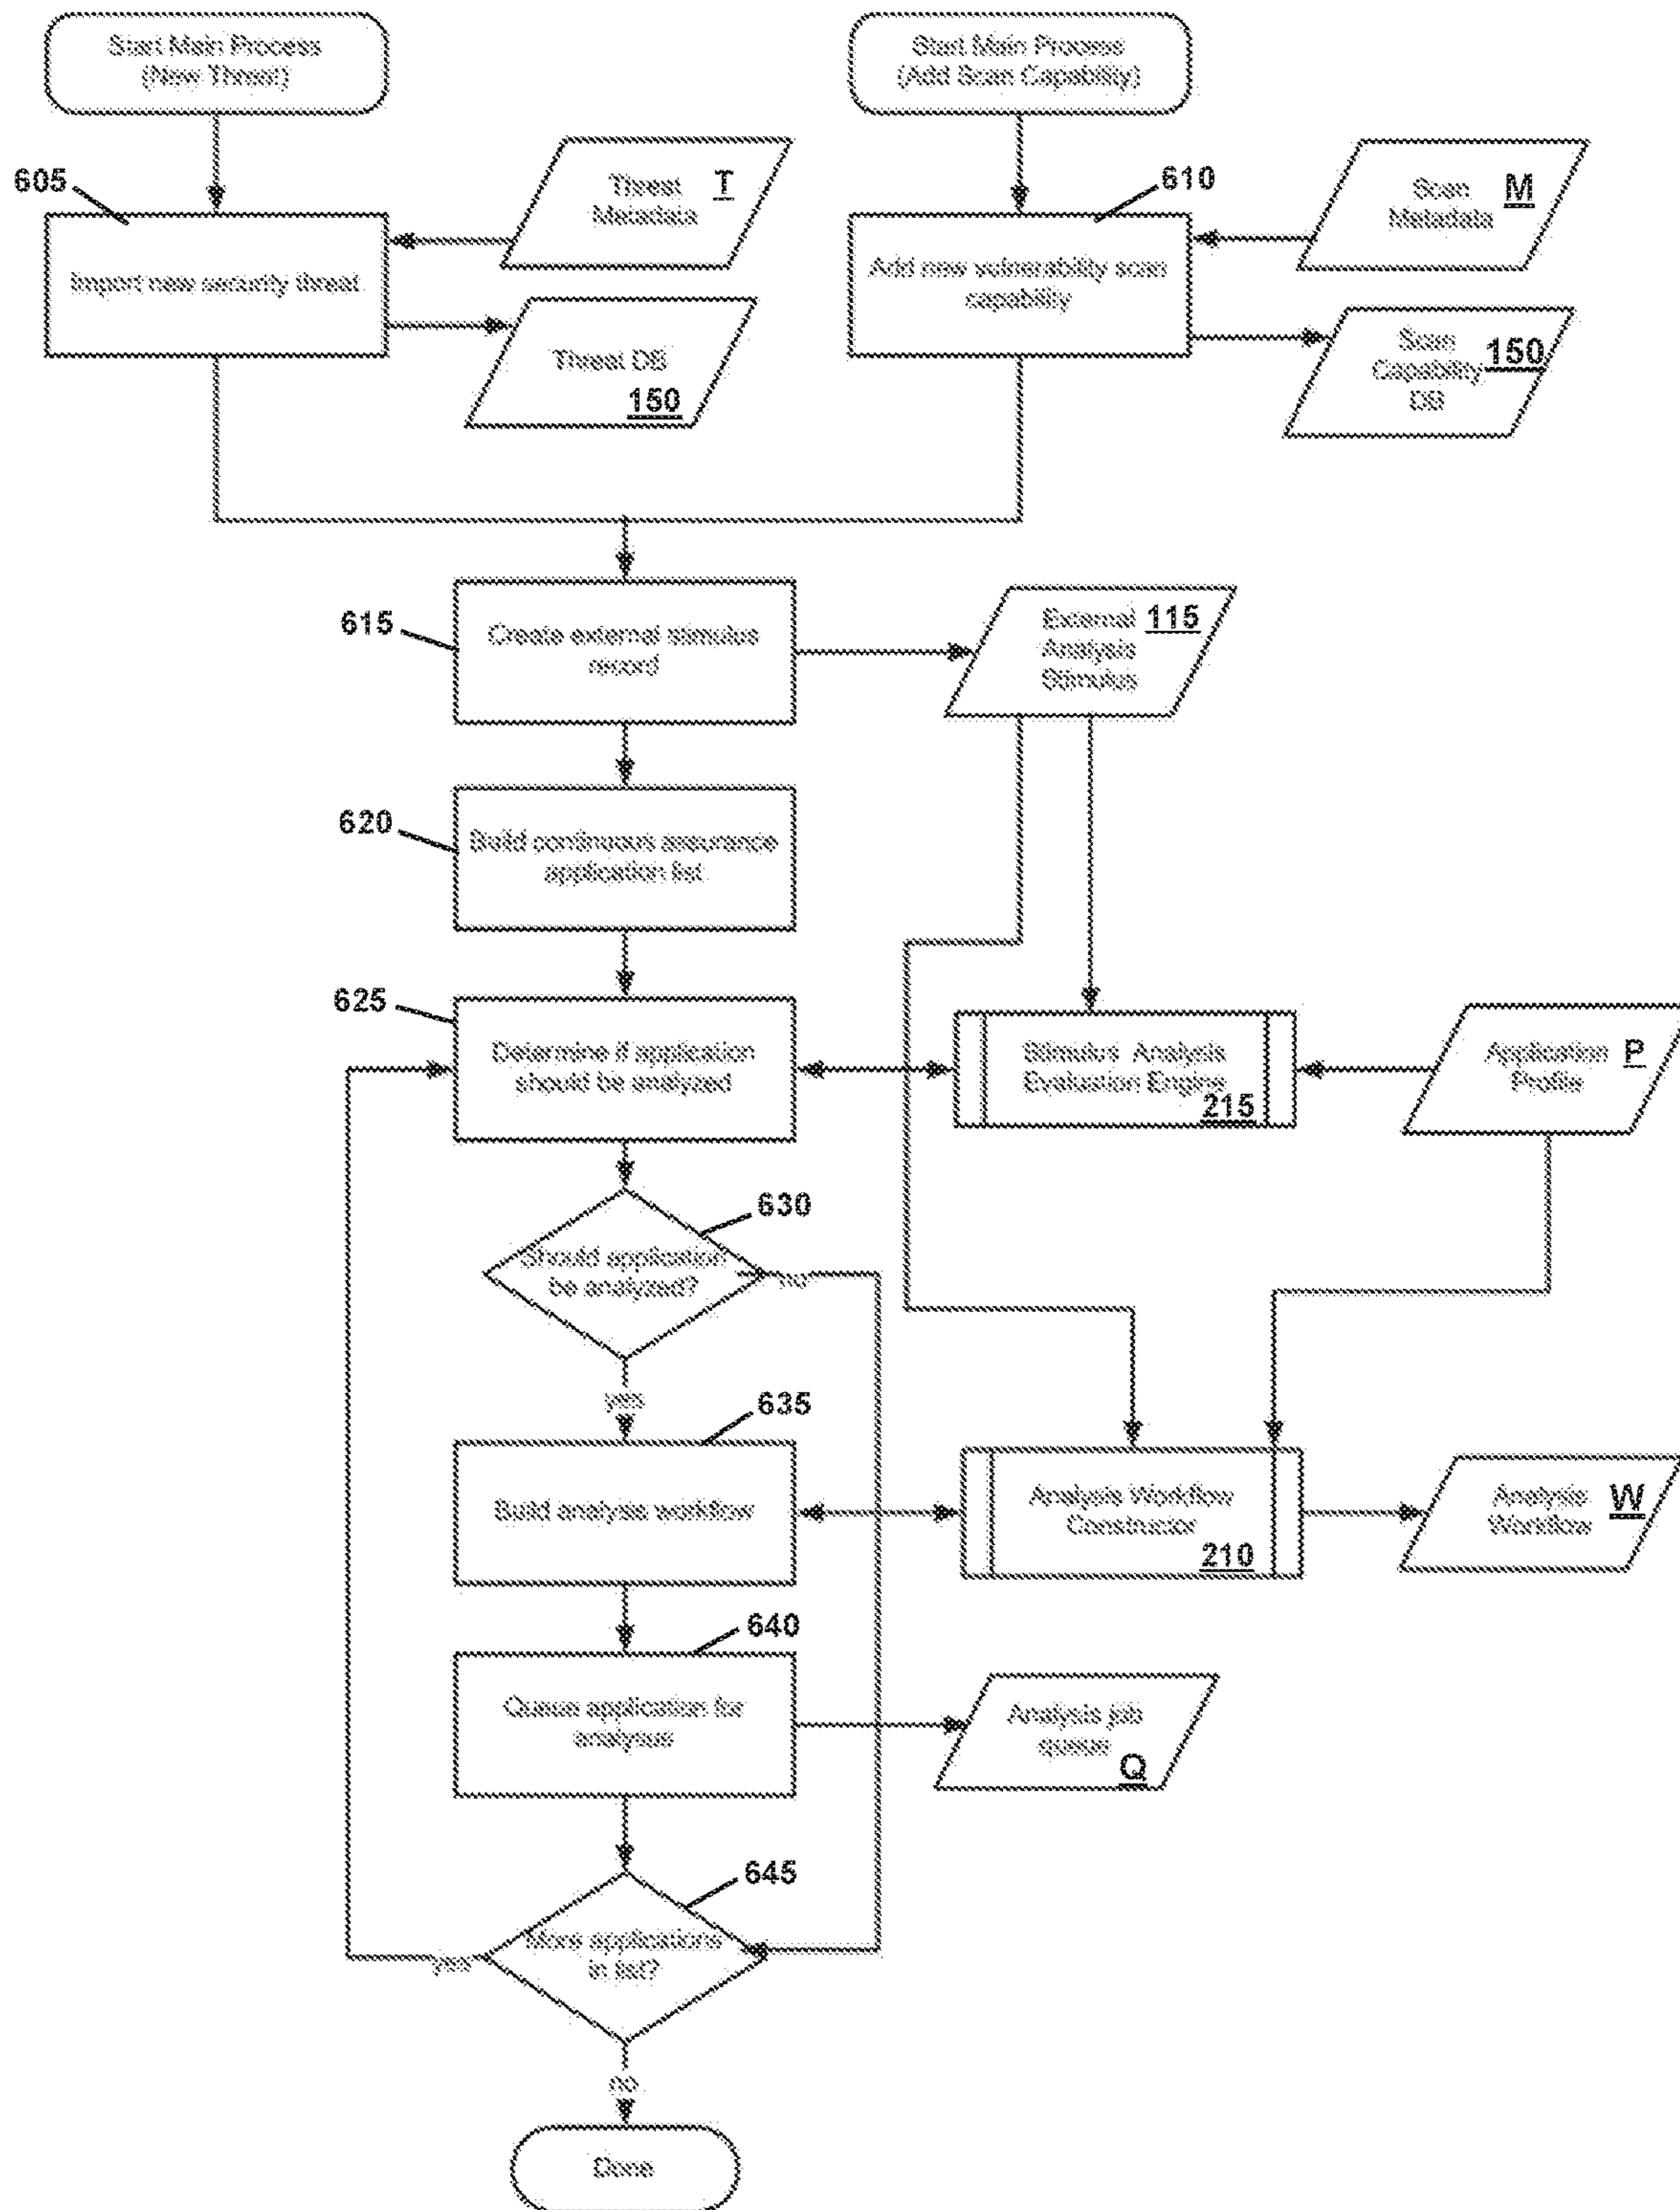 Start Main Process
(New Threat)
Start Main Process
(Add Scan Capability)
605
Threat T
Metadata
610
Scan M
Metadata
Import new security threat
Add new vulnerability scan
capability
Threat DB
150
Scan 150
Capability
DB
615
Create external stimulus
record
External 115
Analysis
Stimulus
620
Build continuous assurance
application list
625
Determine if application
should be analyzed
Stimulus Analysis
Evaluation Engine
215
Application P
Profile
630
Should application
be analyzed?
no
yes
635
Build analysis workflow
Analysis Workflow
Constructor
210
Analysis W
Workflow
640
Queue application for
analysus
Analysis job
queue
Q
645
More applications
in list?
yes
no
Done